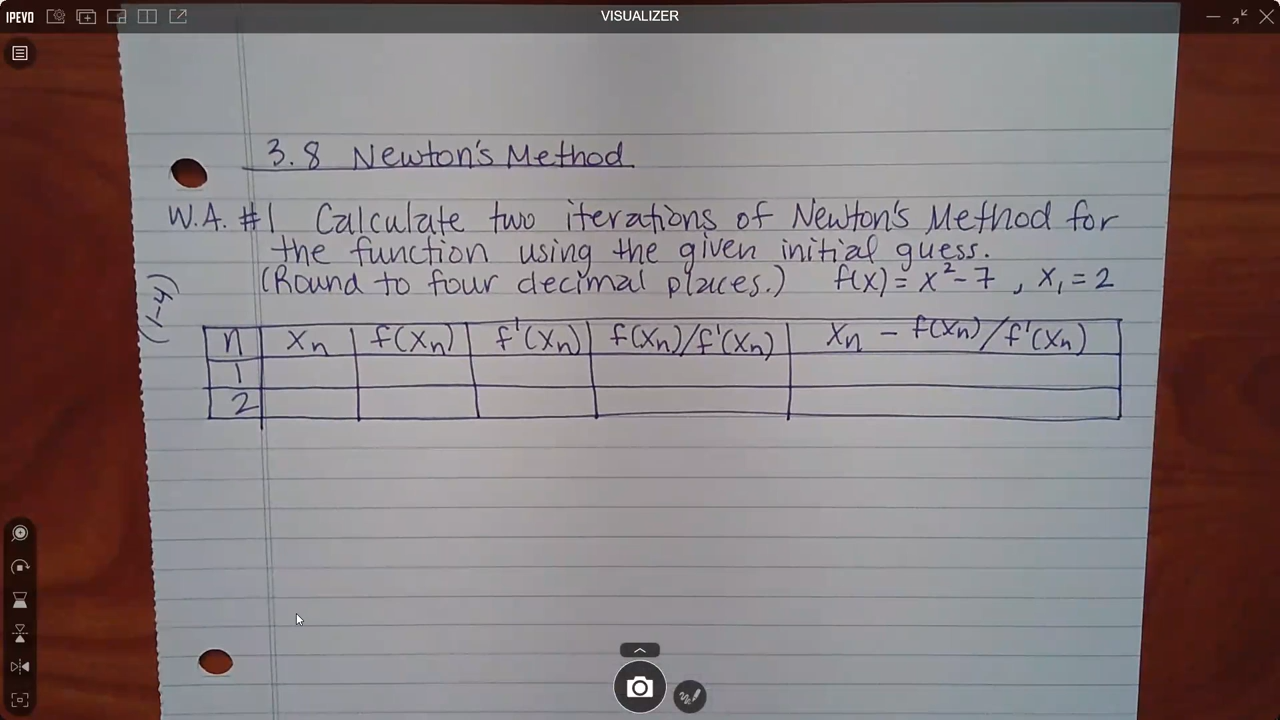 IPEVO
VISUALIZER
3.8 Newton's Method
W.A. #1 Calculate two iterations of Newton's Method for
the function using the given initial guess.
(Round to four decimal places.) f(x) = x² - 7 , x₁ = 2
(1-4)
n xₙ f(xₙ) f'(xₙ) f(xₙ)/f'(xₙ) xₙ - f(xₙ)/f'(xₙ)
1
2